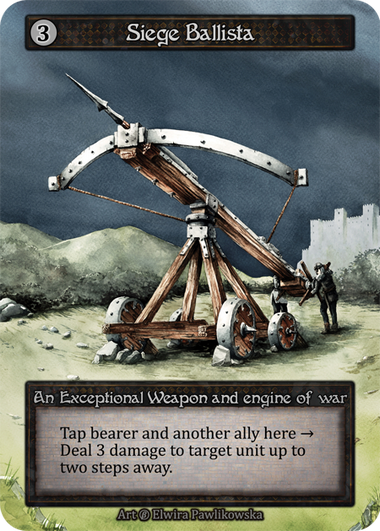 3
Siege Ballista
An Exceptional Weapon and engine of war
Tap bearer and another ally here →
Deal 3 damage to target unit up to
two steps away.
Art @ Elwira Pawlikowska